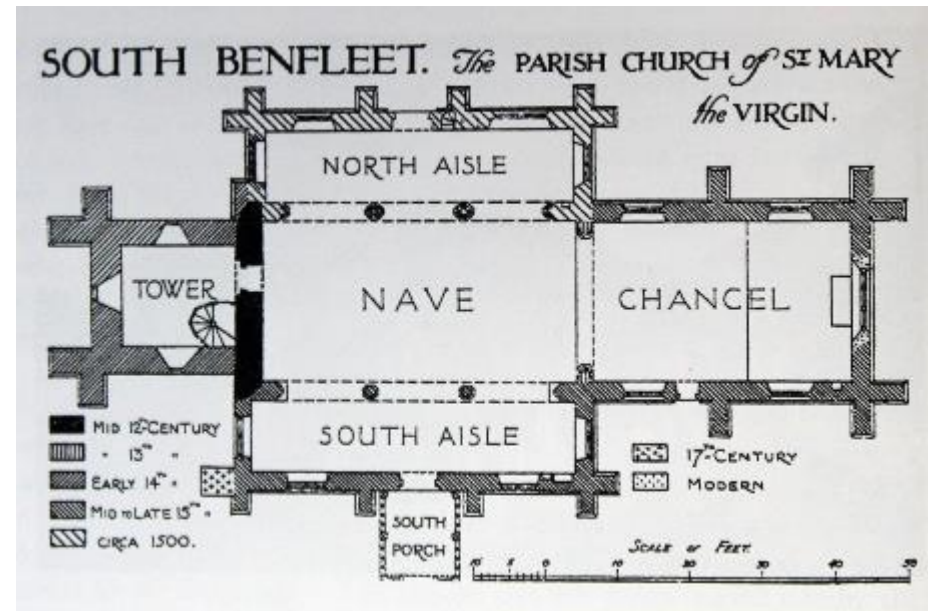 SOUTH BENFLEET. The PARISH CHURCH of ST MARY
the VIRGIN.
NORTH AISLE
TOWER
NAVE
CHANCEL
SOUTH AISLE
SOUTH
PORCH
MID 12TH CENTURY
" 13TH "
EARLY 14TH "
MID TO LATE 15TH "
CIRCA 1500.
17TH CENTURY
MODERN
SCALE OF FEET.
10 5 0 10 20 30 40 50